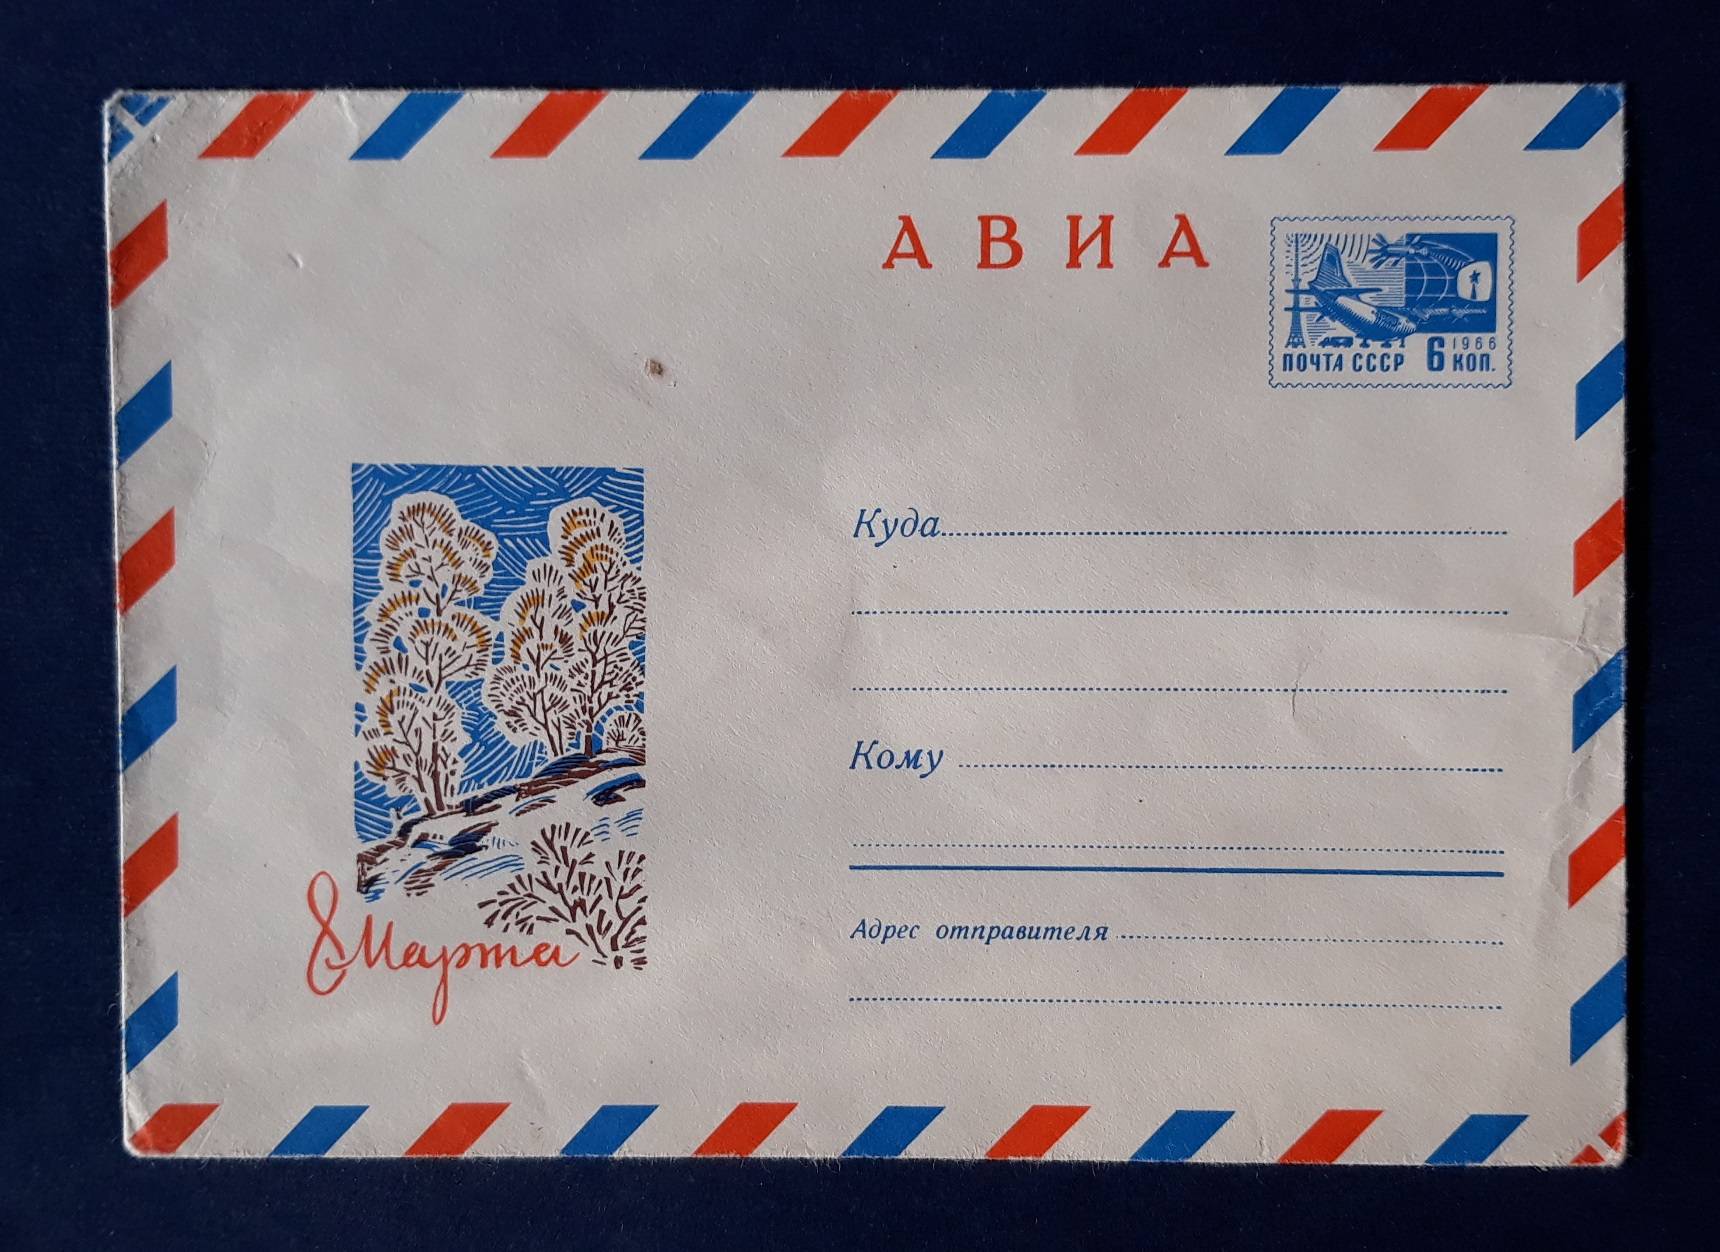 АВИА
1966
ПОЧТА СССР 6 КОП.
Куда
Кому
Адрес отправителя
8 Марта